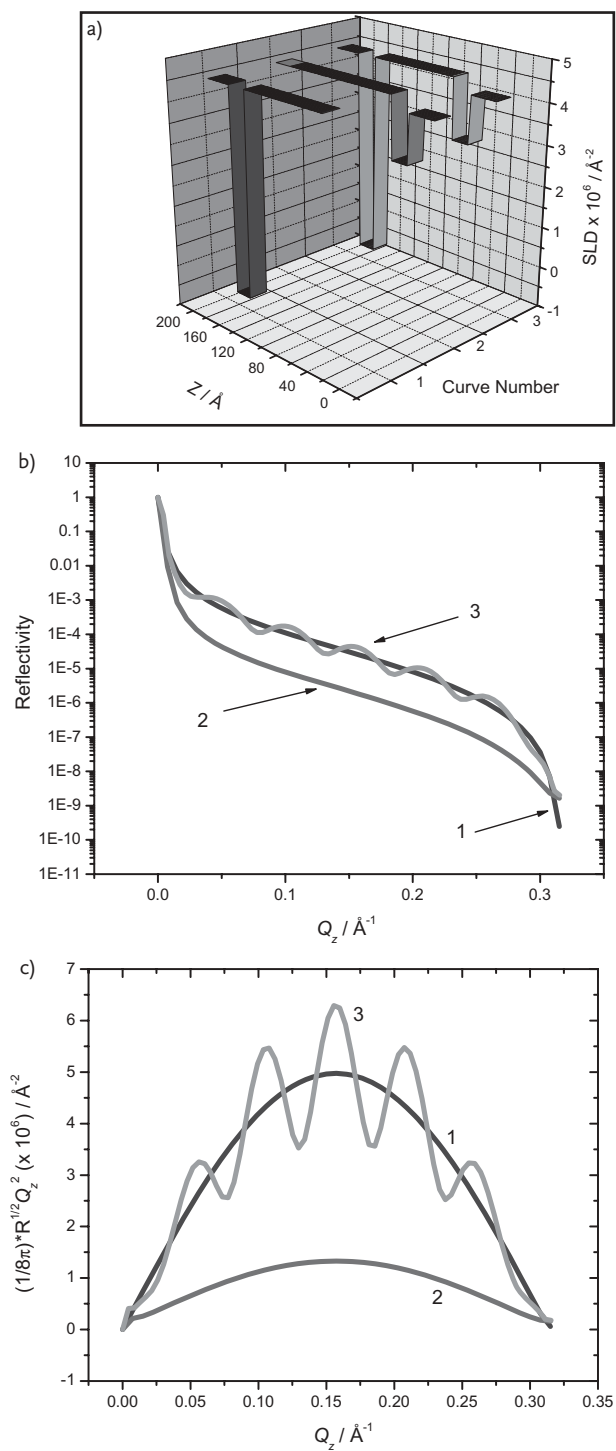 a)
5
4
3
2
1
0
-1
SLD x 10⁶ / Å⁻²
200
160
120
80
40
0
Z / Å
1
2
3
Curve Number
b)
10
1
0.1
0.01
1E-3
1E-4
1E-5
1E-6
1E-7
1E-8
1E-9
1E-10
1E-11
Reflectivity
3
2
1
0.0
0.1
0.2
0.3
Q_z / Å⁻¹
c)
7
6
5
4
3
2
1
0
-1
(1/8π)*R^{1/2}Q_z² (x 10⁶) / Å⁻²
3
1
2
0.00
0.05
0.10
0.15
0.20
0.25
0.30
0.35
Q_z / Å⁻¹